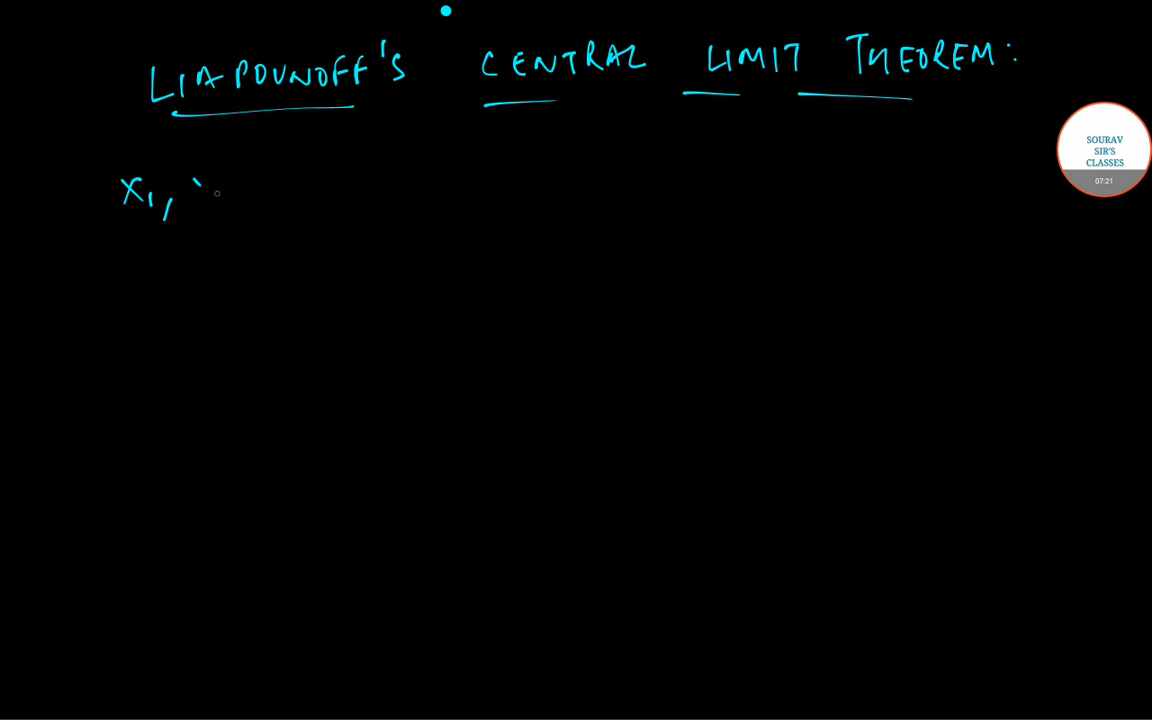 LIAPOUNOFF'S CENTRAL LIMIT THEOREM:
SOURAV
SIR'S
CLASSES
07:21
X₁,